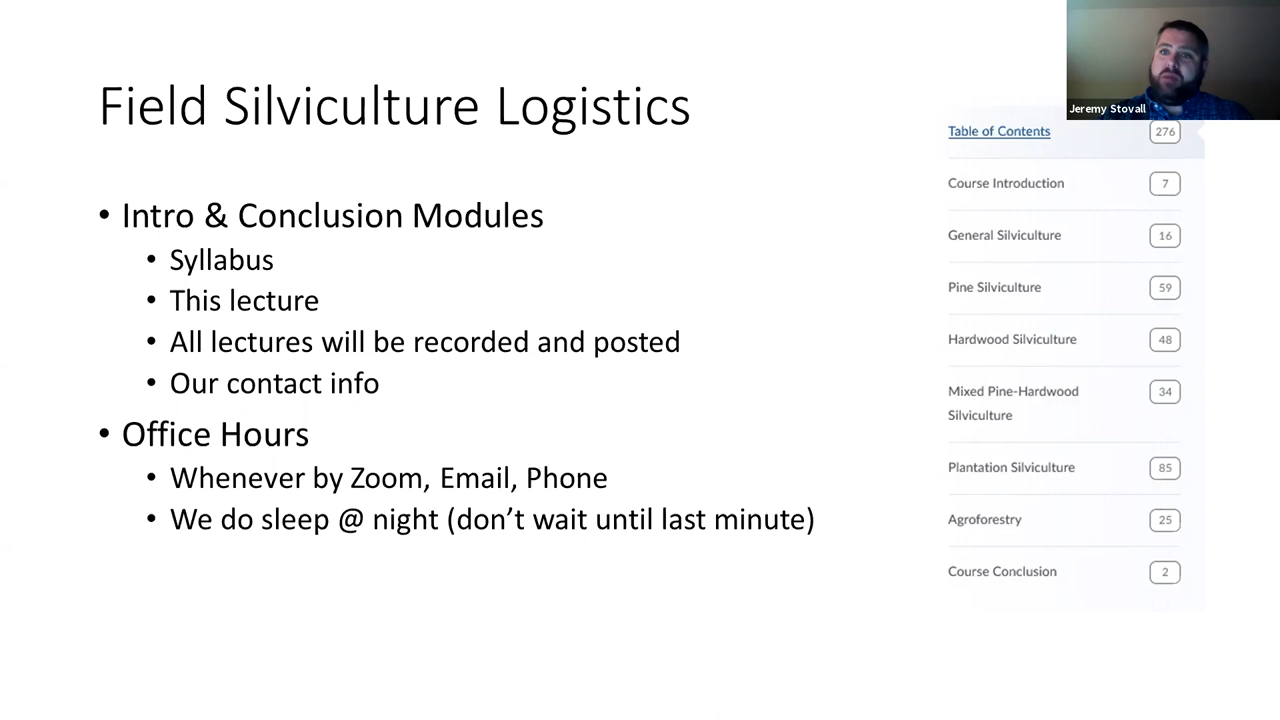 Field Silviculture Logistics
• Intro & Conclusion Modules
• Syllabus
• This lecture
• All lectures will be recorded and posted
• Our contact info
• Office Hours
• Whenever by Zoom, Email, Phone
• We do sleep @ night (don’t wait until last minute)
Jeremy Stovall
Table of Contents 276
Course Introduction 7
General Silviculture 16
Pine Silviculture 59
Hardwood Silviculture 48
Mixed Pine-Hardwood 34
Silviculture
Plantation Silviculture 85
Agroforestry 25
Course Conclusion 2